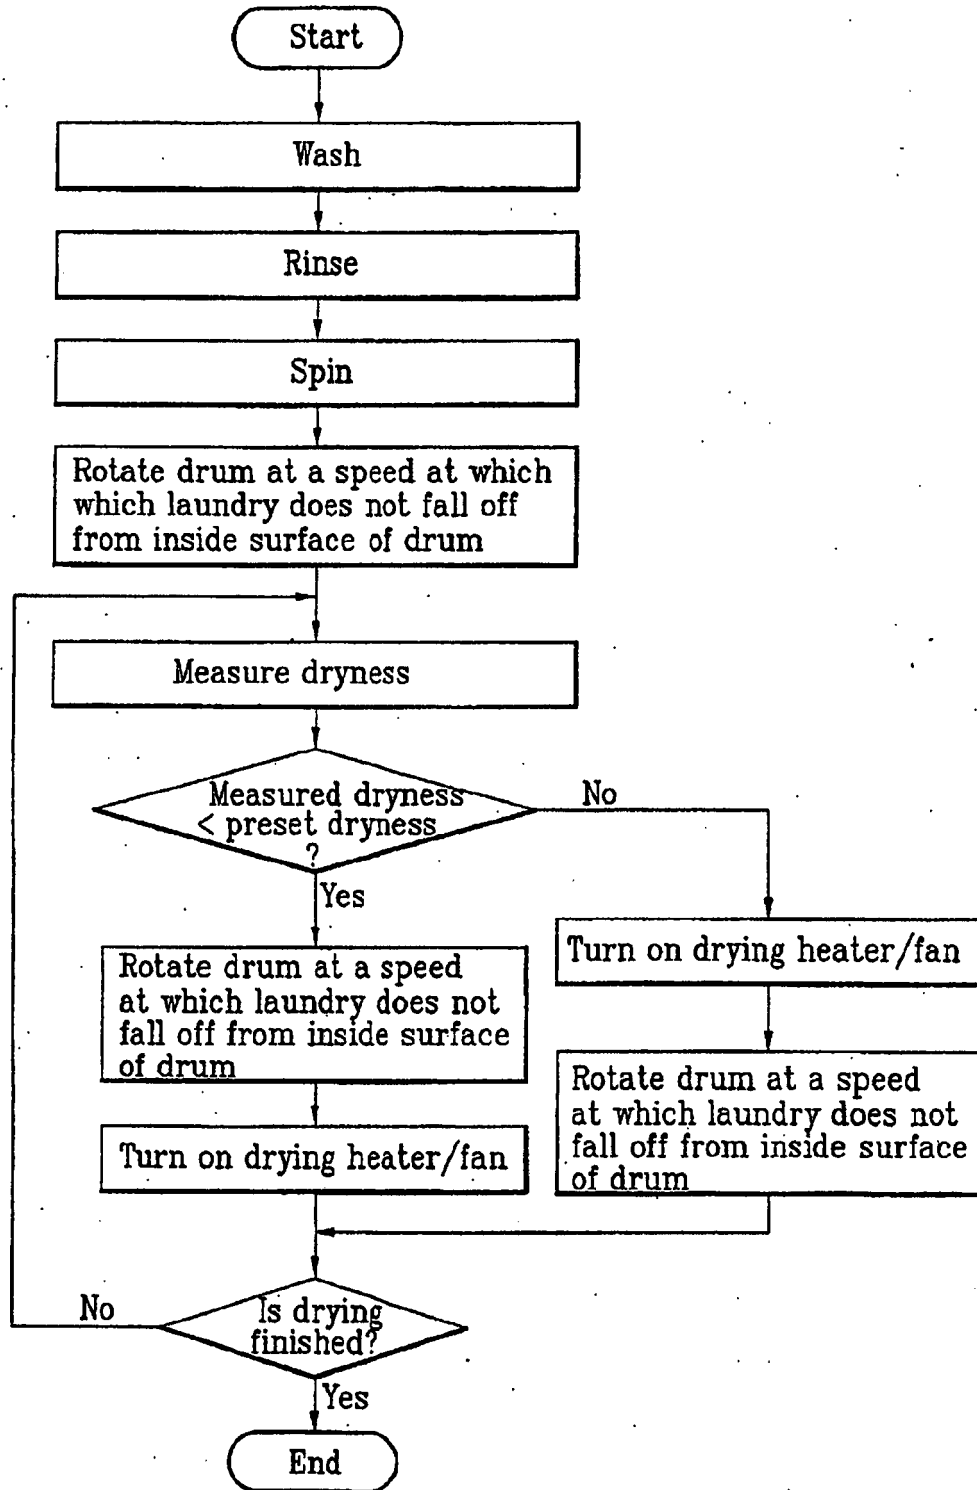 Start
Wash
Rinse
Spin
Rotate drum at a speed at which
which laundry does not fall off
from inside surface of drum
Measure dryness
Measured dryness
< preset dryness
?
No
Yes
Rotate drum at a speed
at which laundry does not
fall off from inside surface
of drum
Turn on drying heater/fan
Turn on drying heater/fan
Rotate drum at a speed
at which laundry does not
fall off from inside surface
of drum
Is drying
finished?
No
Yes
End